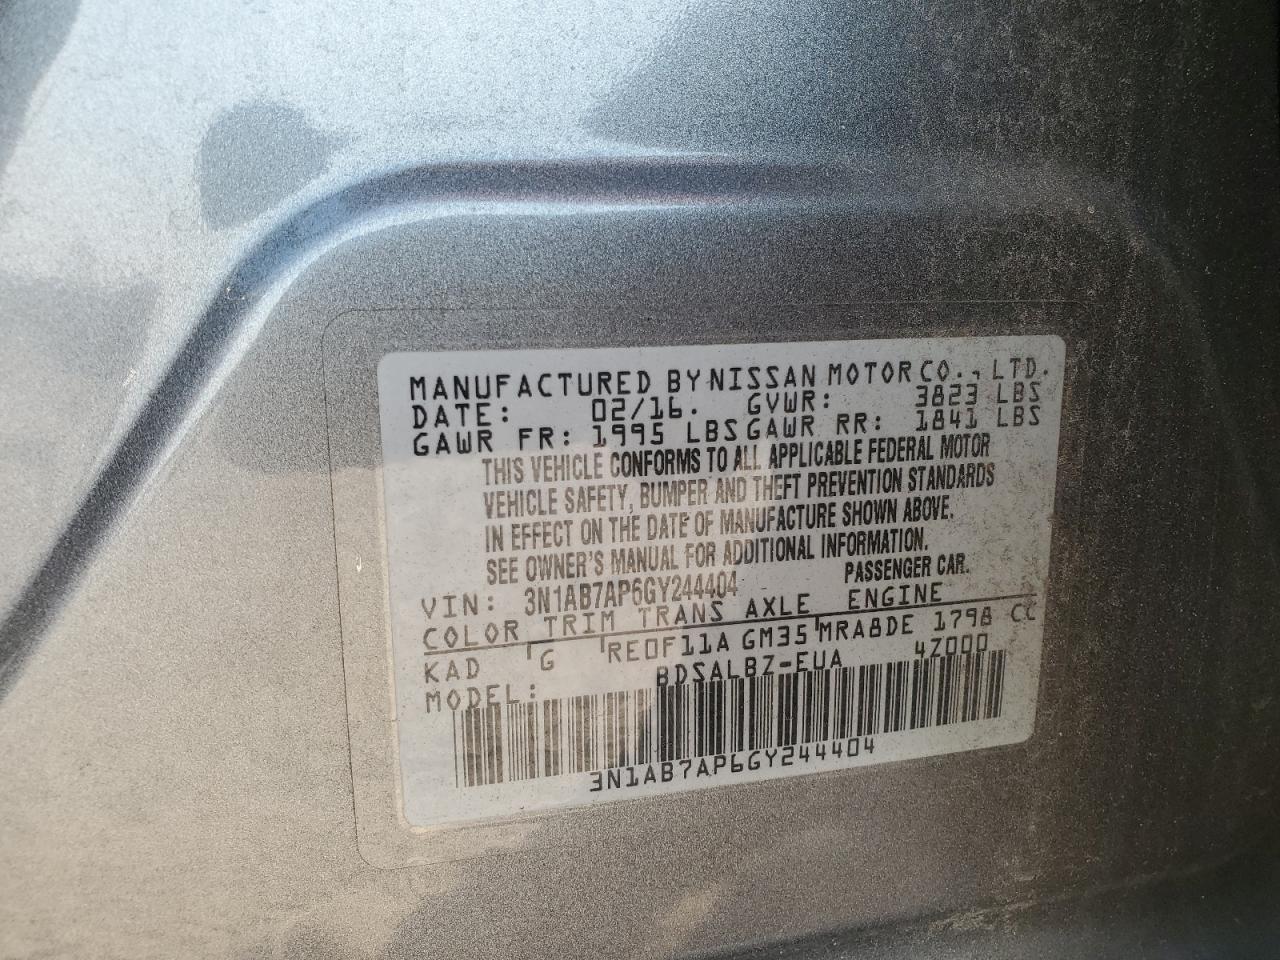 MANUFACTURED BY NISSAN MOTOR CO., LTD.
DATE: 02/16. GVWR: 3823 LBS
GAWR FR: 1995 LBS GAWR RR: 1841 LBS
THIS VEHICLE CONFORMS TO ALL APPLICABLE FEDERAL MOTOR
VEHICLE SAFETY, BUMPER AND THEFT PREVENTION STANDARDS
IN EFFECT ON THE DATE OF MANUFACTURE SHOWN ABOVE.
SEE OWNER'S MANUAL FOR ADDITIONAL INFORMATION.
VIN: 3N1AB7AP6GY244404 PASSENGER CAR.
COLOR TRIM TRANS AXLE ENGINE
KAD G RE0F11A GM35 MRA8DE 1798 CC
MODEL: BDSALBZ-EUA 4Z000
3N1AB7AP6GY244404